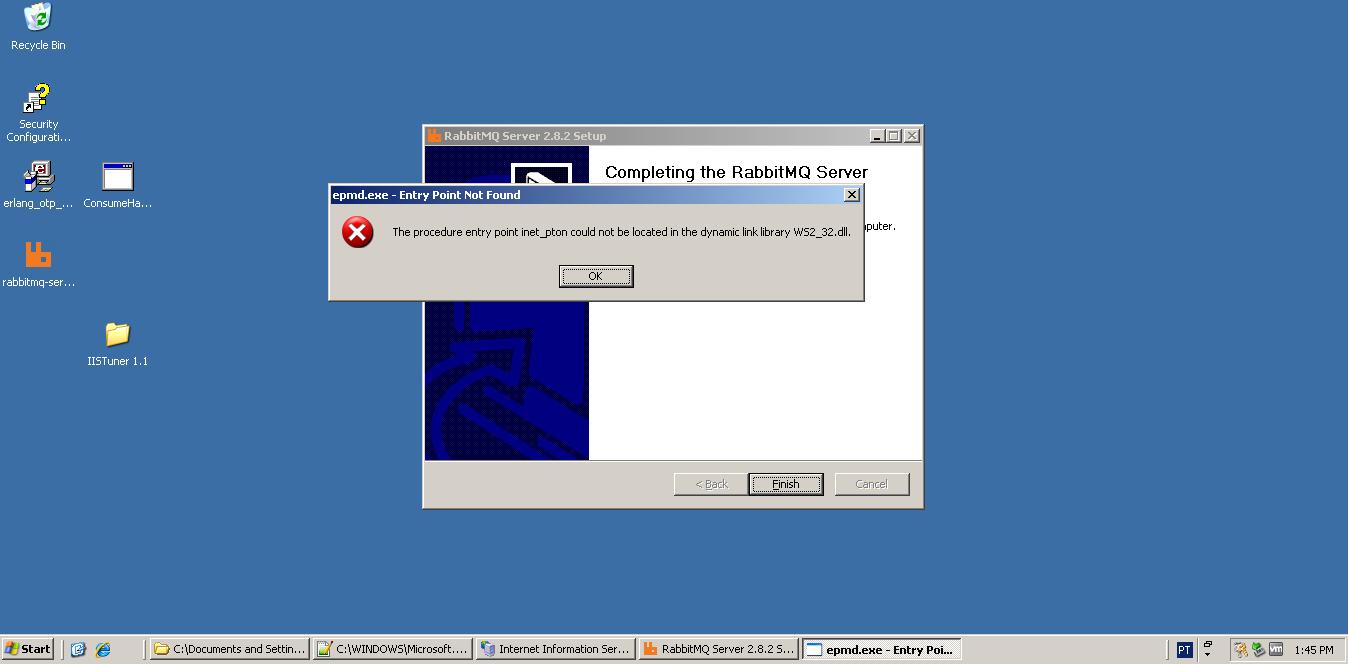 Recycle Bin
Security
Configurati...
erlang_otp_...
ConsumeHa...
rabbitmq-ser...
IISTuner 1.1
RabbitMQ Server 2.8.2 Setup
Completing the RabbitMQ Server
puter.
epmd.exe - Entry Point Not Found
The procedure entry point inet_pton could not be located in the dynamic link library WS2_32.dll.
OK
< Back
Finish
Cancel
Start
C:\Documents and Settin...
C:\WINDOWS\Microsoft....
Internet Information Ser...
RabbitMQ Server 2.8.2 S...
epmd.exe - Entry Poi...
PT
vm
1:45 PM